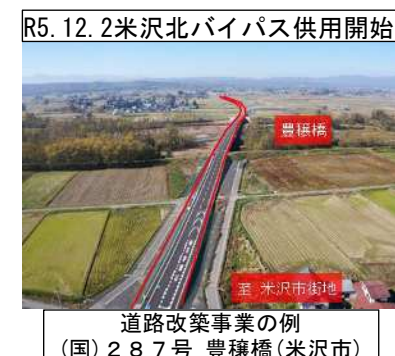 R5.12.2米沢北バイパス供用開始
豊穣橋
至 米沢市街地
道路改築事業の例
(国)２８７号 豊穣橋(米沢市)